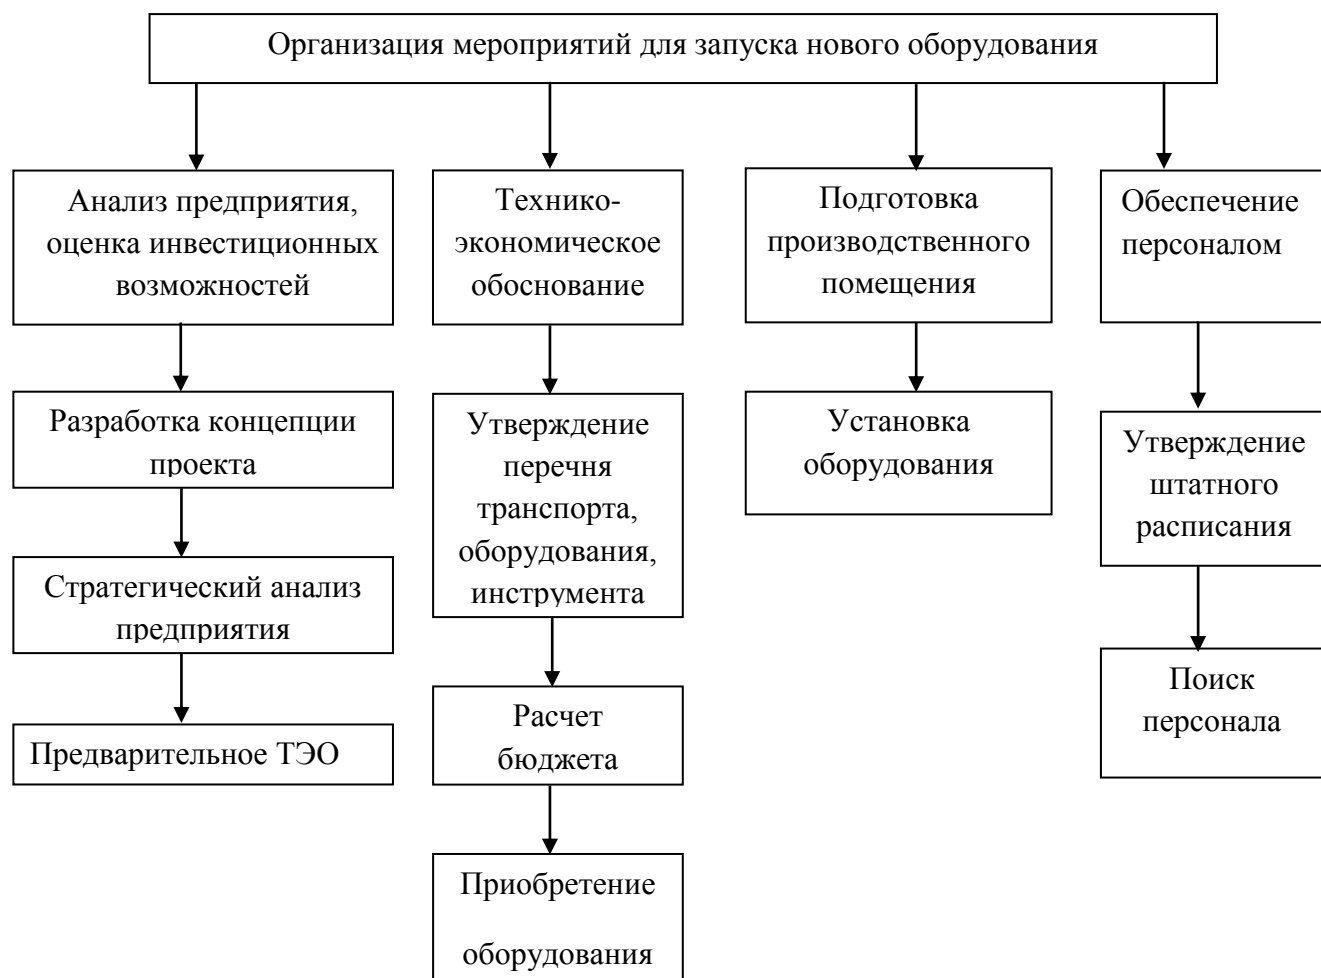 Организация мероприятий для запуска нового оборудования
Анализ предприятия,
оценка инвестиционных
возможностей
Разработка концепции
проекта
Стратегический анализ
предприятия
Предварительное ТЭО
Технико-
экономическое
обоснование
Утверждение
перечня
транспорта,
оборудования,
инструмента
Расчет
бюджета
Приобретение
оборудования
Подготовка
производственного
помещения
Установка
оборудования
Обеспечение
персоналом
Утверждение
штатного
расписания
Поиск
персонала